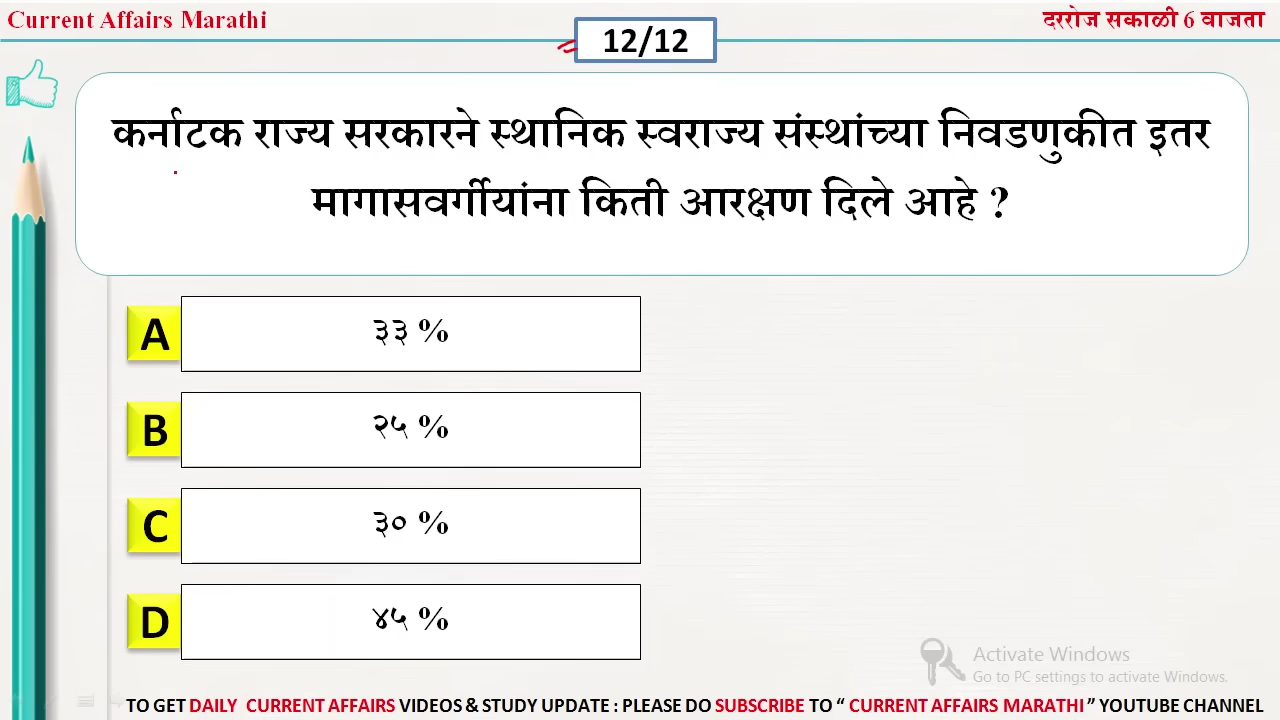 Current Affairs Marathi
दररोज सकाळी 6 वाजता
12/12
कर्नाटक राज्य सरकारने स्थानिक स्वराज्य संस्थांच्या निवडणुकीत इतर
मागासवर्गीयांना किती आरक्षण दिले आहे ?
A ३३ %
B २५ %
C ३० %
D ४५ %
Activate Windows
Go to PC settings to activate Windows.
TO GET DAILY CURRENT AFFAIRS VIDEOS & STUDY UPDATE : PLEASE DO SUBSCRIBE TO “ CURRENT AFFAIRS MARATHI ” YOUTUBE CHANNEL